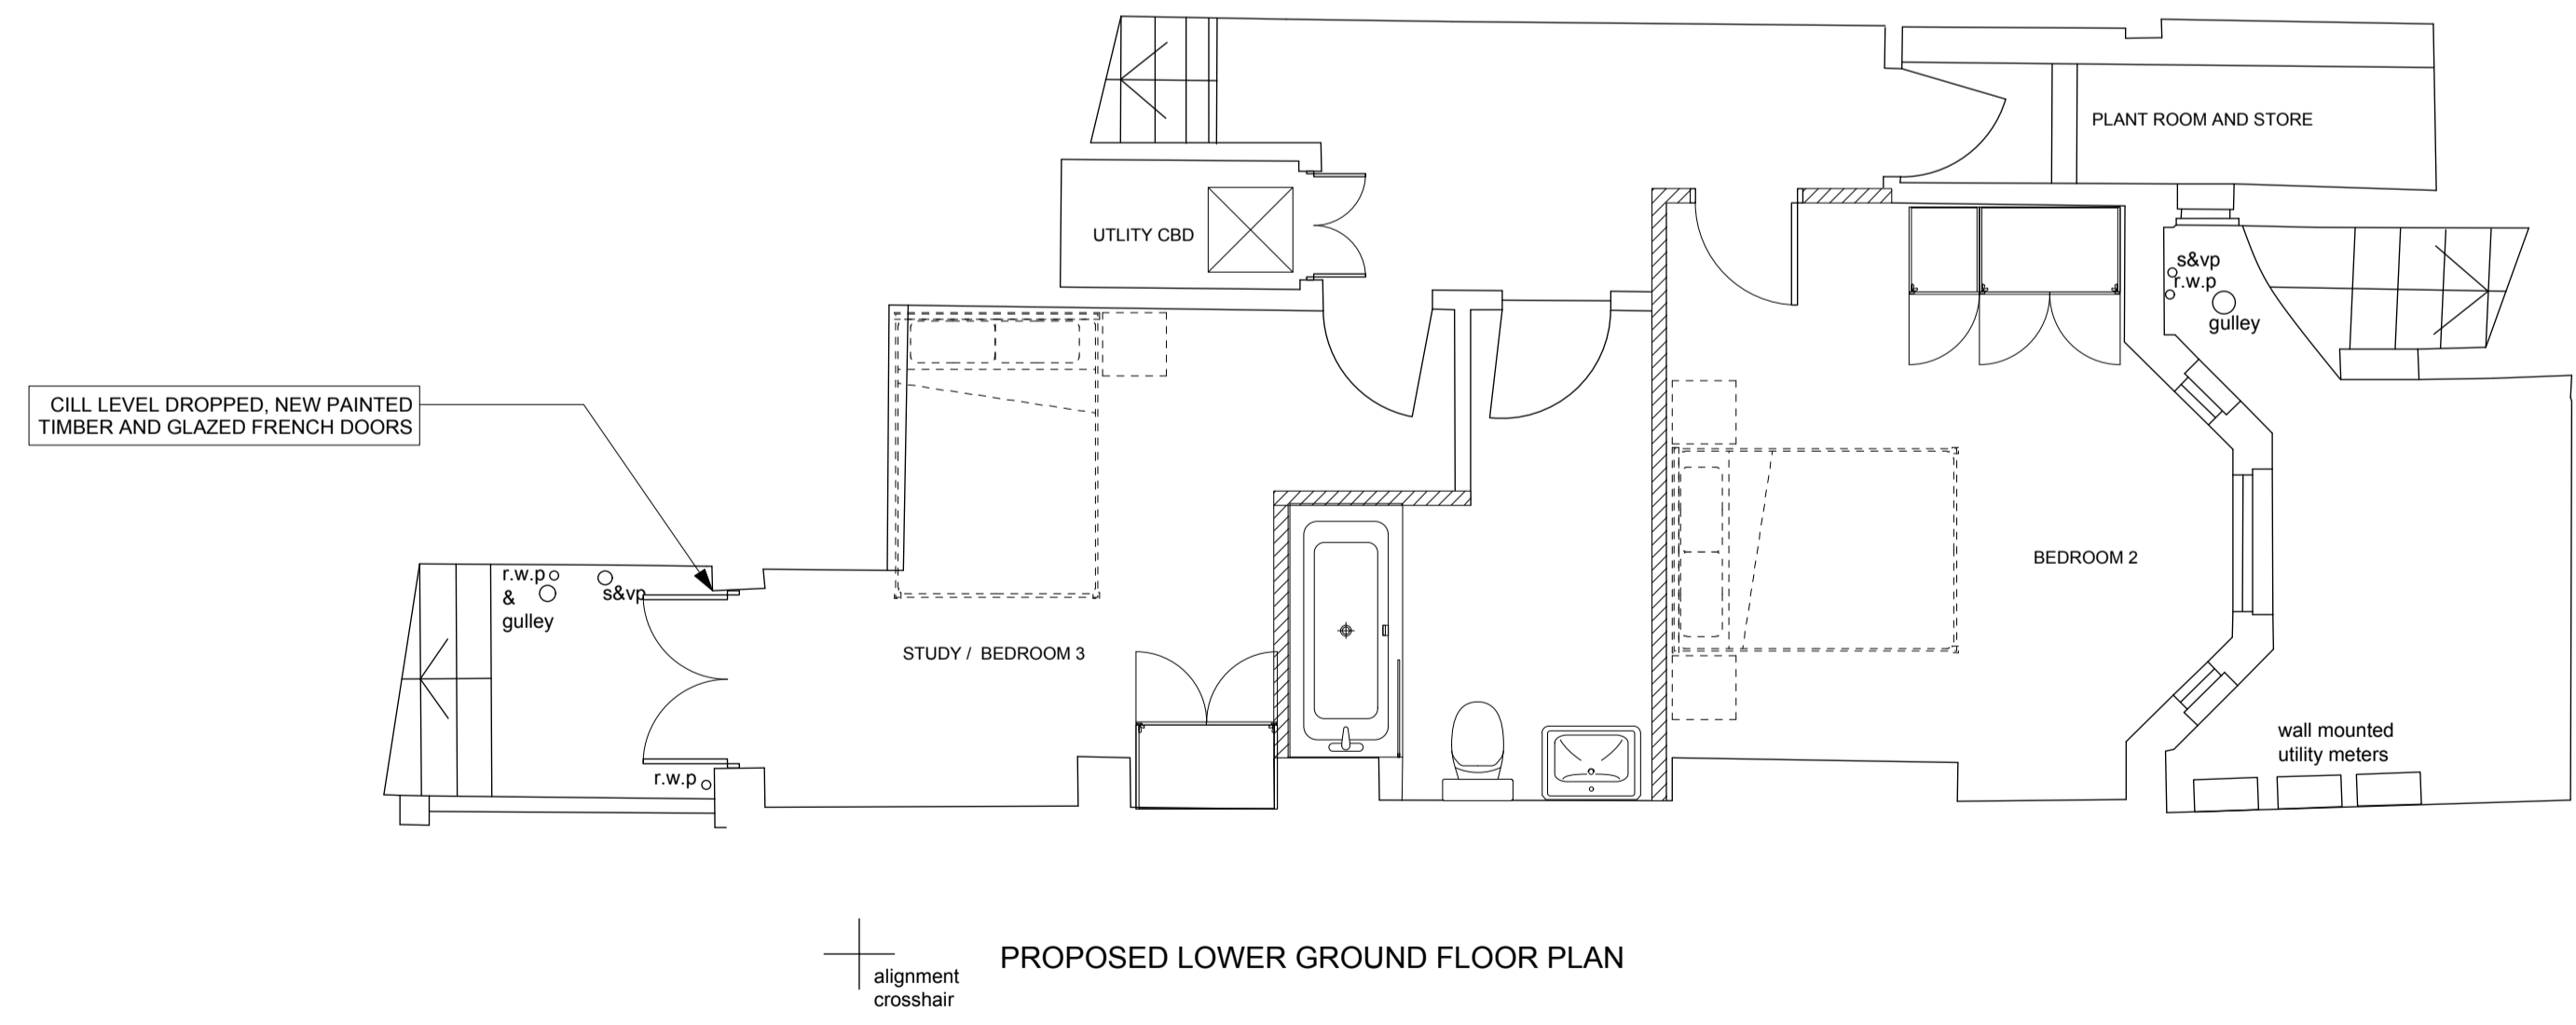 PLANT ROOM AND STORE
UTLITY CBD
s&vp
r.w.p
gulley
CILL LEVEL DROPPED, NEW PAINTED
TIMBER AND GLAZED FRENCH DOORS
BEDROOM 2
r.w.p
&
gulley
s&vp
STUDY / BEDROOM 3
wall mounted
utility meters
r.w.p
PROPOSED LOWER GROUND FLOOR PLAN
alignment
crosshair